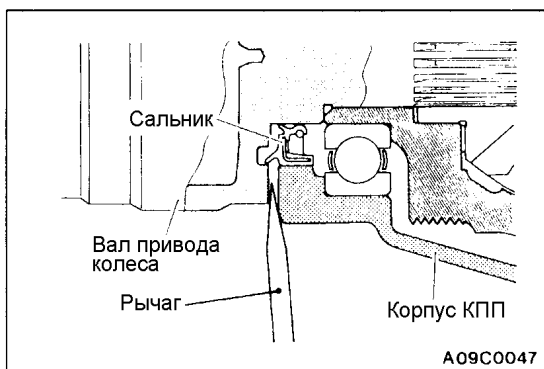 Сальник
Вал привода
колеса
Рычаг
Корпус КПП
A09C0047